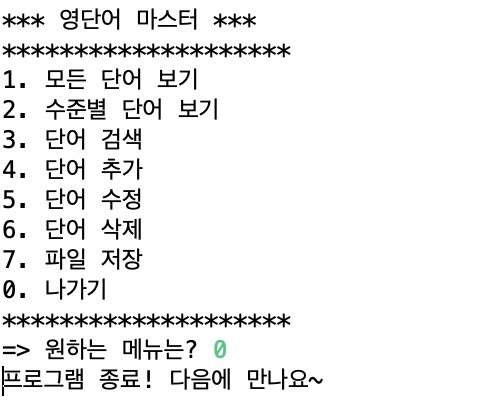 *** 영단어 마스터 ***
********************
1. 모든 단어 보기
2. 수준별 단어 보기
3. 단어 검색
4. 단어 추가
5. 단어 수정
6. 단어 삭제
7. 파일 저장
0. 나가기
********************
=> 원하는 메뉴는? 0
프로그램 종료! 다음에 만나요~